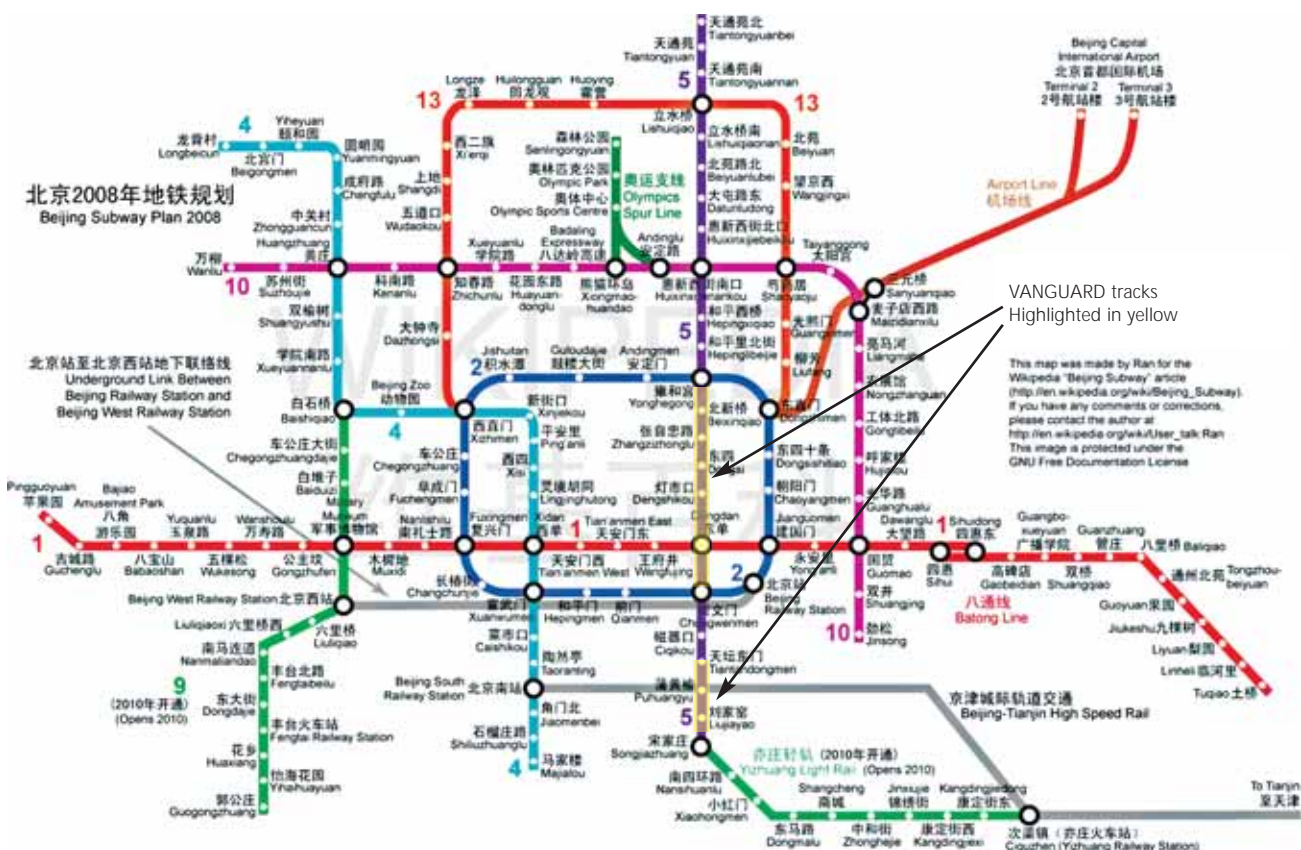 天通苑北
Tiantongyuanbei
天通苑
Tiantongyuan
天通苑南
Tiantongyuannan
5
13
13
Longze
龙泽
Huilongguan
回龙观
Huoying
霍营
立水桥
Lishuiqiao
Beijing Capital
International Airport
北京首都国际机场
Terminal 2
2号航站楼
Terminal 3
3号航站楼
Airport Line
机场线
4
龙背村
Longbeicun
Yiheyuan
颐和园
北宫门
Beigongmen
圆明园
Yuanmingyuan
成府路
Chengfulu
中关村
Zhongguancun
Huangzhuang
黄庄
北京2008年地铁规划
Beijing Subway Plan 2008
西二旗
Xi'erqi
上地
Shangdi
五道口
Wudaokou
森林公园
Senlingongyuan
奥林匹克公园
Olympic Park
奥体中心
Olympic Sports Centre
奥运支线
Olympics
Spur Line
立水桥南
Lishuiqiaonan
北苑路北
Beiyuanlubei
大屯路东
Datunludong
惠新西街北口
Huixinxijiebeikou
北苑
Beiyuan
望京西
Wangjingxi
万柳
Wanliu
10
苏州街
Suzhoujie
科南路
Kenanlu
知春路
Zhichunlu
Xueyuanlu
学院路
花园东路
Huayuan-
donglu
Badaling
Expressway
八达岭高速
熊猫环岛
Xiongmao-
huandao
Andinglu
安定路
惠新西街南口
芍药居
Shaoyaoju
Taiyanggong
太阳宫
三元桥
Sanyuanqiao
麦子店西路
Maizidianxilu
VANGUARD tracks
Highlighted in yellow
双榆树
Shuangyushu
学院南路
Xueyuannanlu
白石桥
Baishiqiao
大钟寺
Dazhongsi
5
和平西桥
Hepingxiqiao
和平里北街
Heping­libeijie
光熙门
Guangximen
柳芳
Liufang
亮马河
Liangmahe
农展馆
Nongzhanguan
工体北路
Gongtibeilu
呼家楼
Hujialou
光华路
Guanghualu
This map was made by Ran for the
Wikipedia "Beijing Subway" article
(http://en.wikipedia.org/wiki/Beijing_Subway).
If you have any comments or corrections,
please contact the author at
http://en.wikipedia.org/wiki/User_talk:Ran
This image is protected under the
GNU Free Documentation License
WIKIPEDIA
维基百科
北京站至北京西站地下联络线
Underground Link Between
Beijing Railway Station and
Beijing West Railway Station
2
Jishuitan
积水潭
Guloudajie
鼓楼大街
Andingmen
安定门
雍和宫
Yonghegong
东直门
Dongzhimen
Beijing Zoo
动物园
4
西直门
Xizhimen
新街口
Xinjiekou
平安里
Ping'anli
西四
Xisi
灵境胡同
Lingjinghutong
北新桥
Beixinqiao
张自忠路
Zhangzizhonglu
东四
Dongsi
灯市口
Dengshikou
东四十条
Dongsishitiao
朝阳门
Chaoyangmen
车公庄大街
Chegongzhuangdajie
白堆子
Baiduizi
车公庄
Chegongzhuang
阜成门
Fuchengmen
Pingguoyuan
苹果园
1
古城路
Guchenglu
Bajiao
Amusement Park
八角
游乐园
八宝山
Babaoshan
Yuquanlu
玉泉路
五棵松
Wukesong
Wanshoulu
万寿路
公主坟
Gongzhufen
Military
Museum
军事博物馆
木樨地
Muxidi
Nanlishilu
南礼士路
Fuxingmen
复兴门
Xidan
西单
1
Tian'anmen East
天安门东
天安门西
Tian'anmen West
王府井
Wangfujing
Dongdan
东单
Jianguomen
建国门
永安里
Yong'anli
国贸
Guomao
Dawanglu
大望路
1
四惠
Sihui
Sihuidong
四惠东
高碑店
Gaobeidian
Guangbo-
xueyuan
广播学院
双桥
Shuangqiao
Guanzhuang
管庄
八里桥 Baliqiao
通州北苑
Tongzhou-
beiyuan
Guoyuan 果园
Jiukeshu 九棵树
Liyuan 梨园
Linheli 临河里
Tuqiao 土桥
八通线
Batong Line
双井
Shuangjing
劲松
Jinsong
10
Beijing West Railway Station 北京西站
长椿街
Changchunjie
宣武门
Xuanwumen
和平门
Hepingmen
前门
Qianmen
崇文门
Chongwenmen
2
北京站
Beijing
Railway Station
Liuliqiaoxi 六里桥西
六里桥
Liuliqiao
南马连道
Nanmaliandao
9
(2010年开通)
(Opens 2010)
丰台北路
Fengtaibeilu
东大街
Dongdajie
丰台火车站
Fengtai Railway Station
花乡
Huaxiang
怡海花园
Yihaihuayuan
郭公庄
Guogongzhuang
菜市口
Caishikou
陶然亭
Taoranting
Beijing South
Railway Station
北京南站
角门北
Jiaomenbei
石榴庄路
Shiliuzhuanglu
4
马家楼
Majialou
磁器口
Ciqikou
天坛东门
Tiantandongmen
蒲黄榆
Puhuangyu
5
刘家窑
Liujiayao
宋家庄
Songjiazhuang
京津城际轨道交通
Beijing-Tianjin High Speed Rail
亦庄轻轨 (2010年开通)
Yizhuang Light Rail (Opens 2010)
南四环路
Nansihuanlu
小红门
Xiaohongmen
东马路
Dongmalu
Shangcheng
商城
中和街
Zhonghejie
Jinxiujie
锦绣街
康定街西
Kangdingjiexi
Kangdingjiedong
康定街东
次渠镇 (亦庄火车站)
Ciquzhen (Yizhuang Railway Station)
To Tianjin
至天津